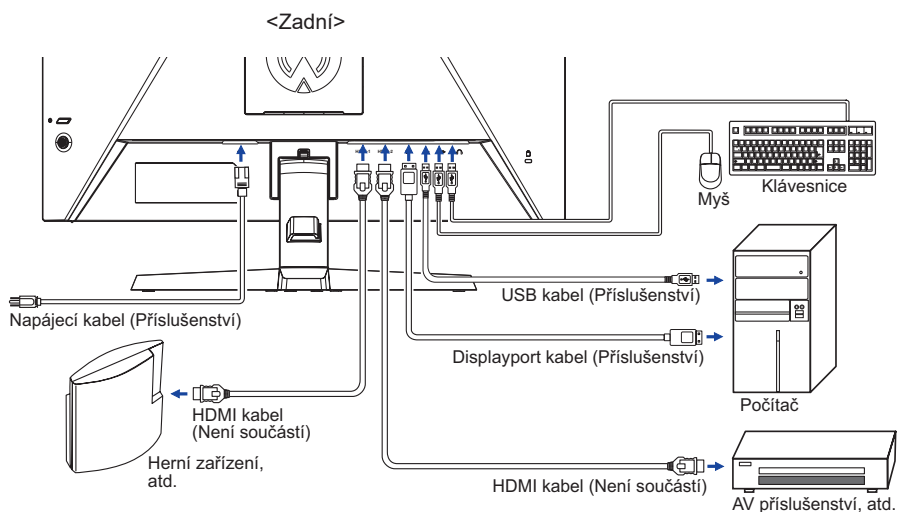 <Zadní>
Klávesnice
Myš
USB kabel (Příslušenství)
Napájecí kabel (Příslušenství)
Displayport kabel (Příslušenství)
Počítač
HDMI kabel
(Není součástí)
Herní zařízení,
atd.
HDMI kabel (Není součástí)
AV příslušenství, atd.